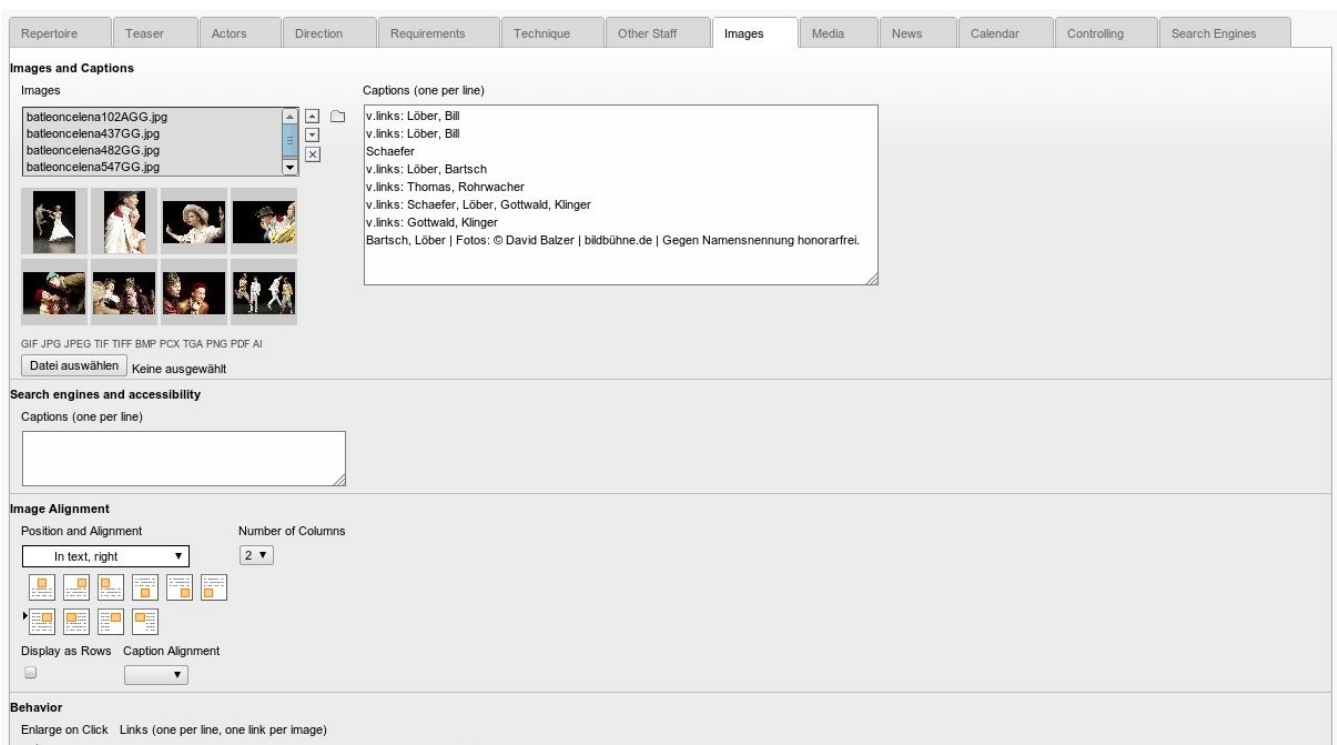 Repertoire Teaser Actors Direction Requirements Technique Other Staff Images Media News Calendar Controlling Search Engines
Images and Captions
Images
Captions (one per line)
batleoncelena102AGG.jpg
batleoncelena437GG.jpg
batleoncelena482GG.jpg
batleoncelena547GG.jpg
v.links: Löber, Bill
v.links: Löber, Bill
Schaefer
v.links: Löber, Bartsch
v.links: Thomas, Rohrwacher
v.links: Schaefer, Löber, Gottwald, Klinger
v.links: Gottwald, Klinger
Bartsch, Löber | Fotos: © David Balzer | bildbühne.de | Gegen Namensnennung honorarfrei.
GIF JPG JPEG TIF TIFF BMP PCX TGA PNG PDF AI
Datei auswählen Keine ausgewählt
Search engines and accessibility
Captions (one per line)
Image Alignment
Position and Alignment Number of Columns
In text, right 2
Display as Rows Caption Alignment
Behavior
Enlarge on Click Links (one per line, one link per image)